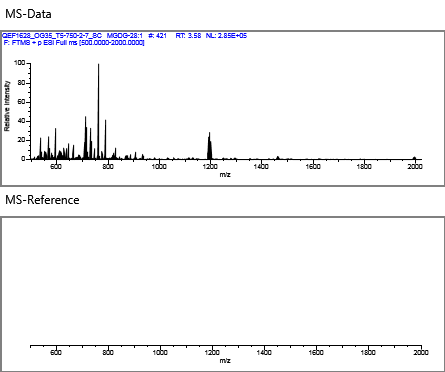 MS-Data
QEF1628_OG35_T5-750-2-7_BC MGDG-28:1 #: 421 RT: 3.58 NL: 2.85E+05
F: FTMS + p ESI Full ms [500.0000-2000.0000]
Relative Intensity
100
80
60
40
20
0
600 800 1000 1200 1400 1600 1800 2000
m/z
MS-Reference
600 800 1000 1200 1400 1600 1800 2000
m/z